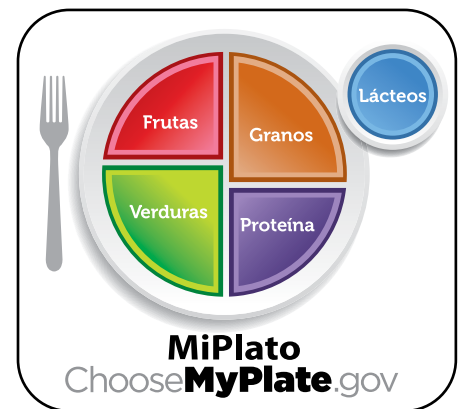 Lácteos
Frutas
Granos
Verduras
Proteína
MiPlato
ChooseMyPlate.gov